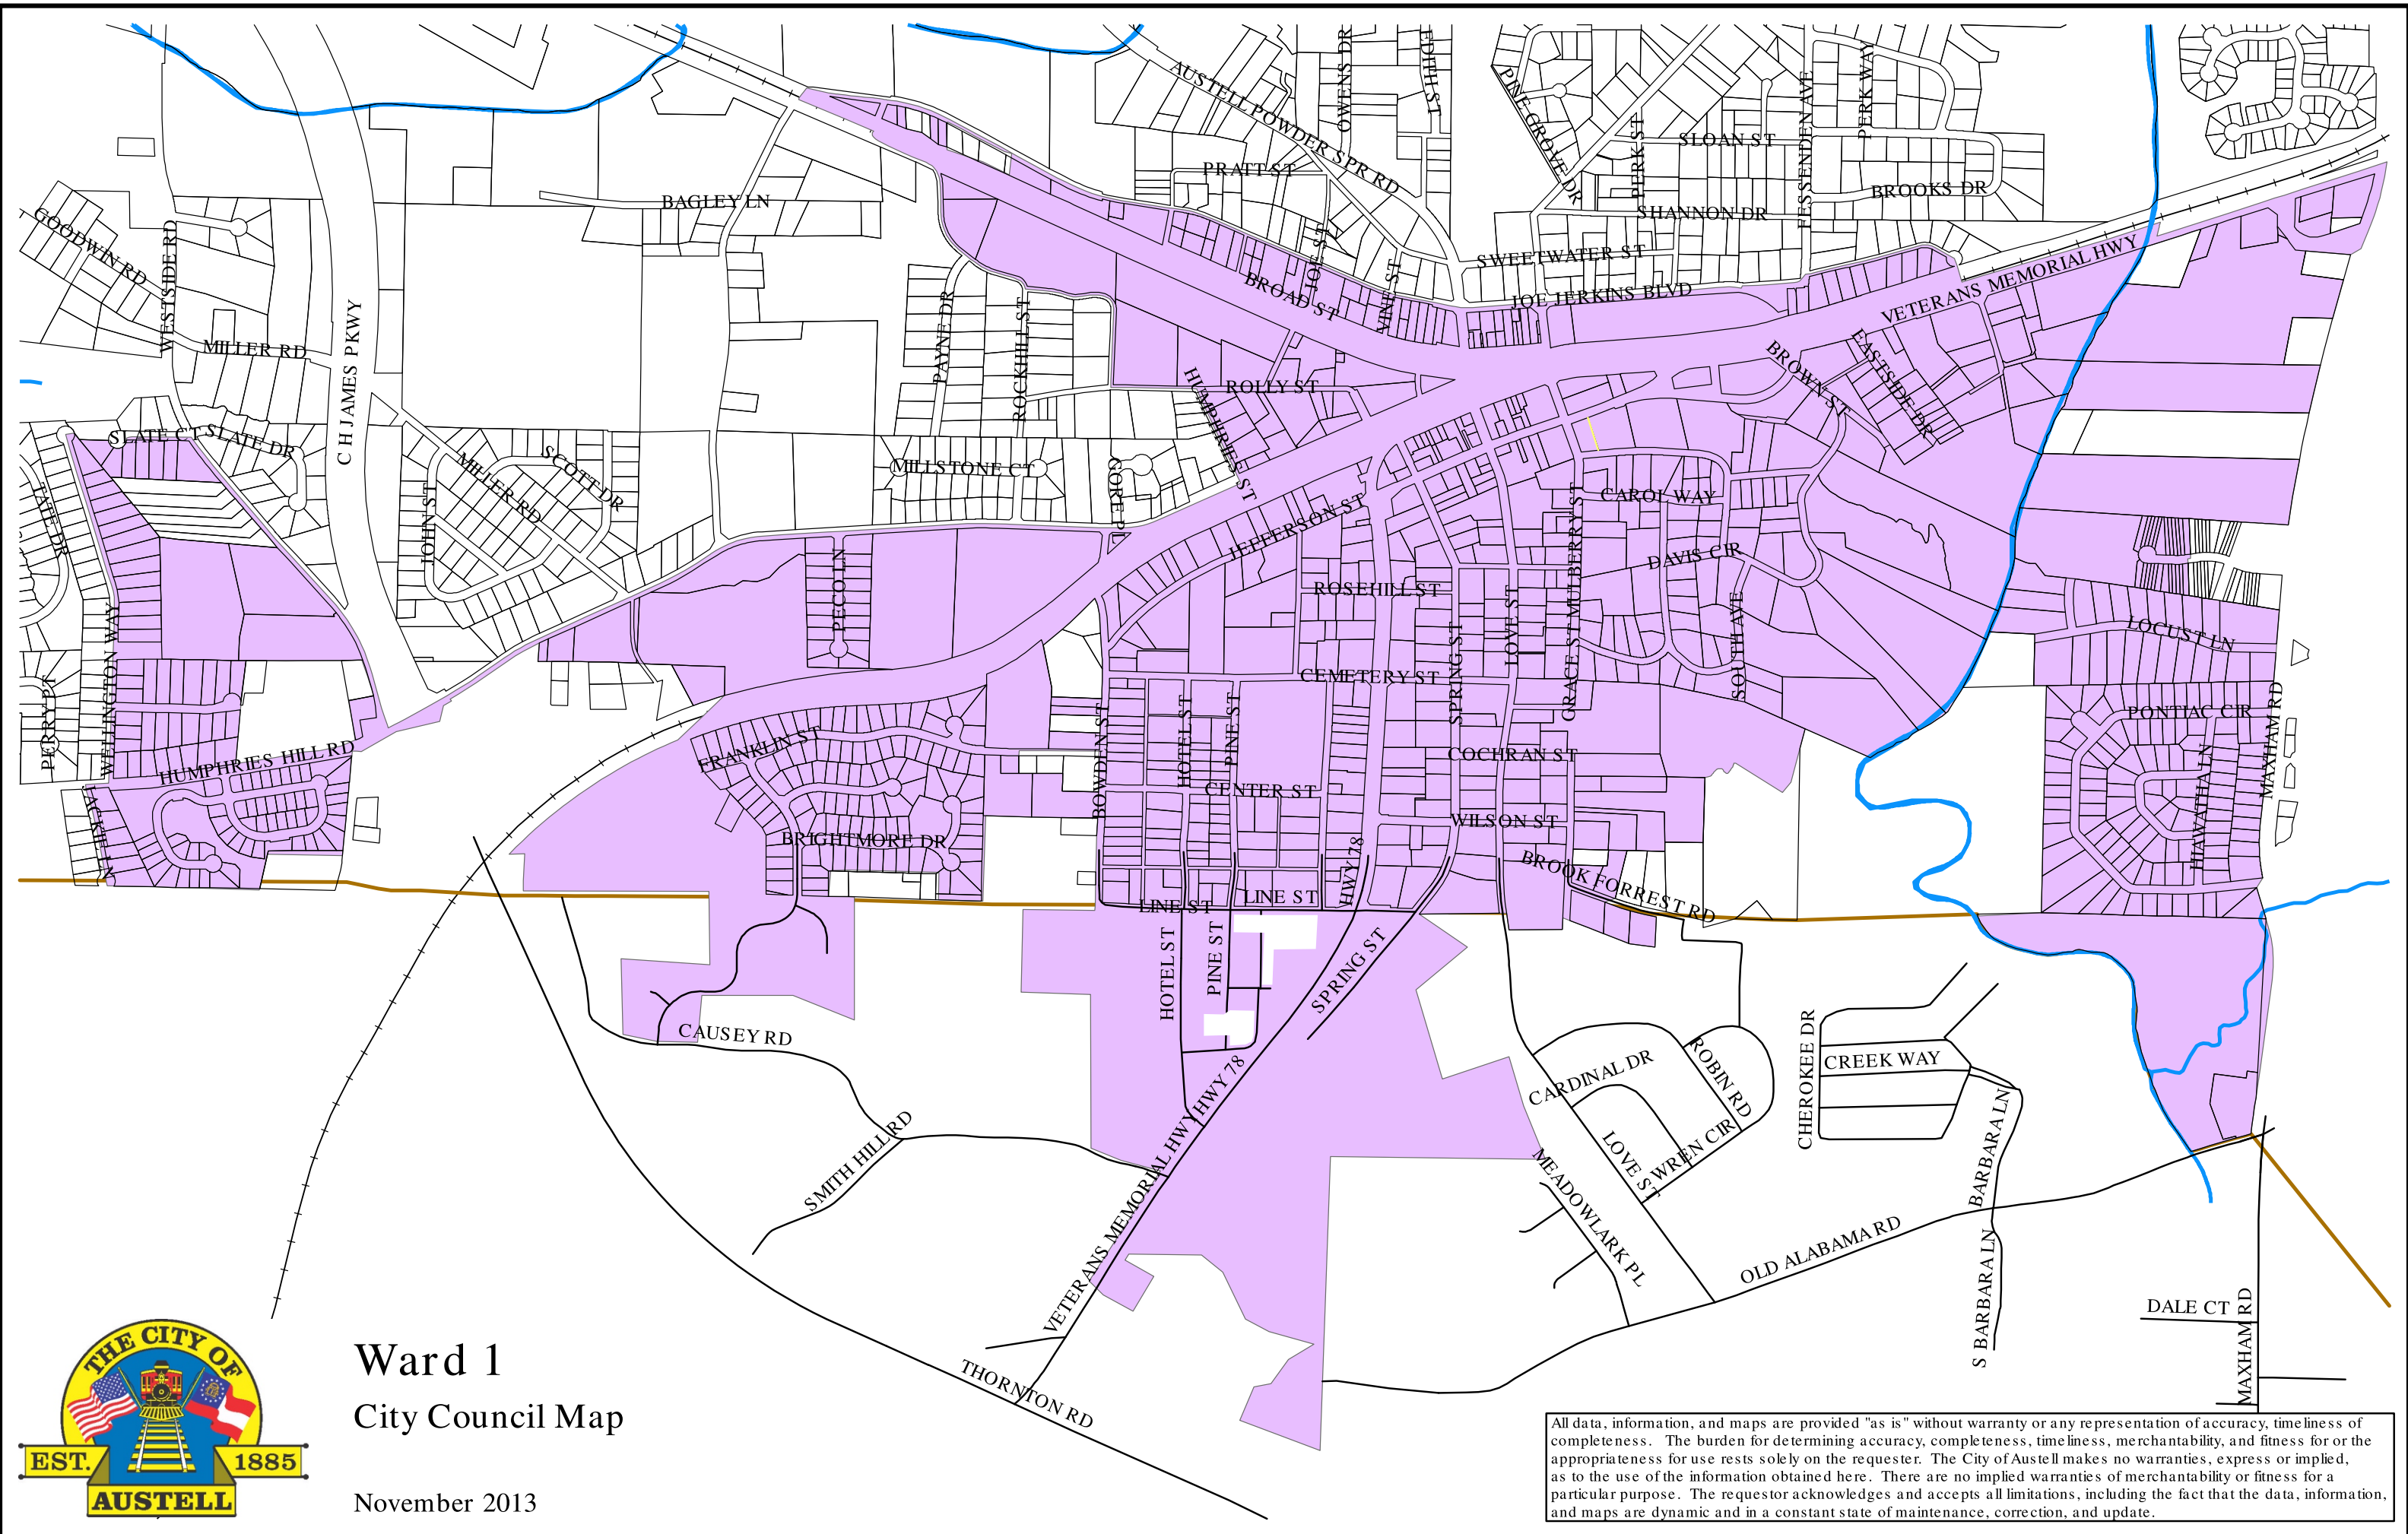 AUSTELL POWDER SPR RD
OWENS DR
EDITH ST
PINE GROVE DR
PERK ST
SLOAN ST
FESSENDEN AVE
PERK WAY
BROOKS DR
SHANNON DR
PRATT ST
BAGLEY LN
GOODWIN RD
WESTSIDE RD
MILLER RD
C H JAMES PKWY
SWEETWATER ST
JOE JERKINS BLVD
VETERANS MEMORIAL HWY
JOE ST
VINE ST
BROAD ST
PAYNE DR
ROCKHILL ST
HUMPHRIES ST
ROLLY ST
BROWN ST
EASTSIDE DR
SLATE CT
SLATE DR
TATE DR
JOHN ST
MILLER RD
SCOTT DR
MILLSTONE CT
GORE PL
JEFFERSON ST
CAROL WAY
DAVIS CIR
MULBERRY ST
GRACE ST
LOVE ST
SPRING ST
SOUTH AVE
ROSEHILL ST
PECO LN
LOCUST LN
CEMETERY ST
PERRY PT
WELLINGTON WAY
HUMPHRIES HILL RD
FRANKLIN ST
BOWDEN ST
HOTEL ST
PINE ST
COCHRAN ST
CENTER ST
WILSON ST
PONTIAC CIR
HIAWATHA LN
MAXHAM RD
BRIGHTMORE DR
HWY 78
BROOK FORREST RD
LINE ST
LINE ST
HOTEL ST
PINE ST
SPRING ST
CAUSEY RD
SMITH HILL RD
HWY 78
VETERANS MEMORIAL HWY
CARDINAL DR
ROBIN RD
WREN CIR
LOVE ST
MEADOWLARK PL
CHEROKEE DR
CREEK WAY
BARBARA LN
S BARBARA LN
OLD ALABAMA RD
DALE CT
MAXHAM RD
THORNTON RD
THE CITY OF
EST.
1885
AUSTELL
Ward 1
City Council Map
November 2013
All data, information, and maps are provided "as is" without warranty or any representation of accuracy, timeliness of
completeness. The burden for determining accuracy, completeness, timeliness, merchantability, and fitness for or the
appropriateness for use rests solely on the requester. The City of Austell makes no warranties, express or implied,
as to the use of the information obtained here. There are no implied warranties of merchantability or fitness for a
particular purpose. The requestor acknowledges and accepts all limitations, including the fact that the data, information,
and maps are dynamic and in a constant state of maintenance, correction, and update.